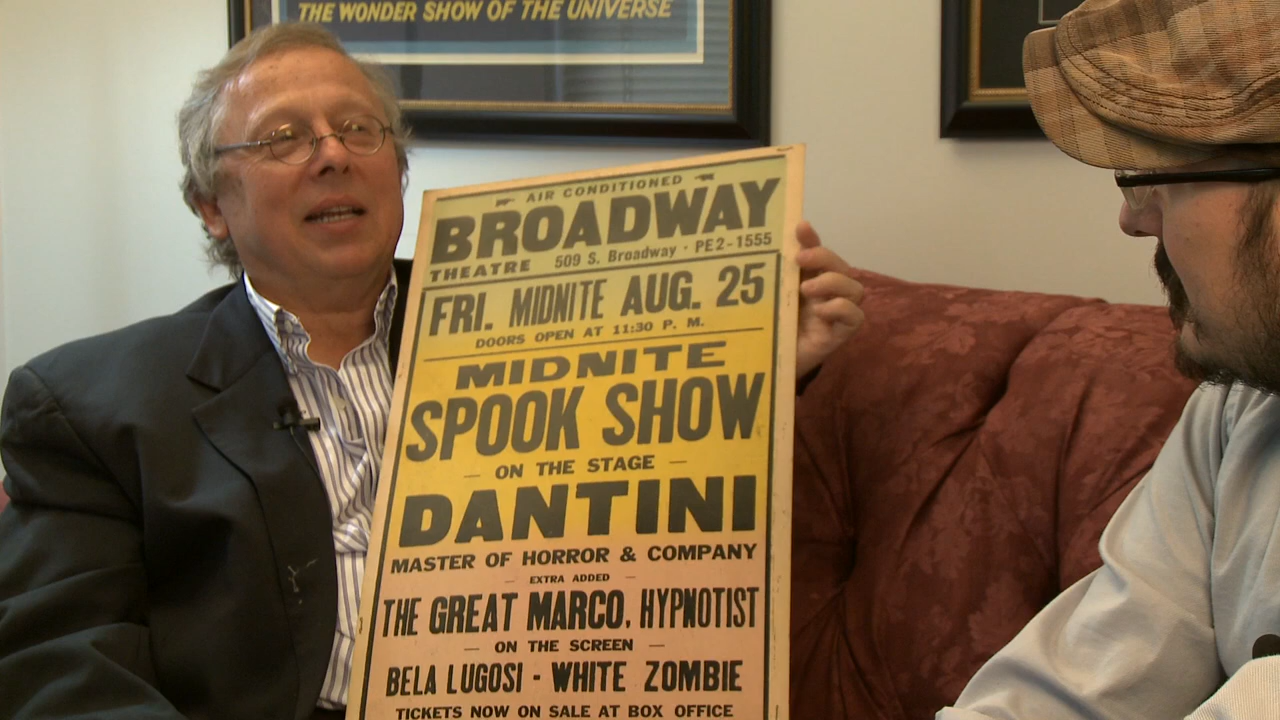 THE WONDER SHOW OF THE UNIVERSE
AIR CONDITIONED
BROADWAY
THEATRE 509 S. Broadway · PE2-1555
FRI. MIDNITE AUG. 25
DOORS OPEN AT 11:30 P. M.
MIDNITE
SPOOK SHOW
— ON THE STAGE —
DANTINI
MASTER OF HORROR & COMPANY
— EXTRA ADDED —
THE GREAT MARCO, HYPNOTIST
— ON THE SCREEN —
BELA LUGOSI - WHITE ZOMBIE
TICKETS NOW ON SALE AT BOX OFFICE